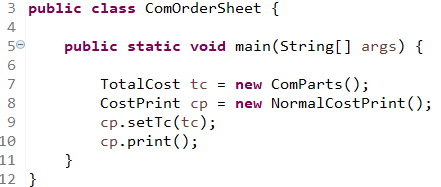 3 public class ComOrderSheet {
4
5 public static void main(String[] args) {
6
7 TotalCost tc = new ComParts();
8 CostPrint cp = new NormalCostPrint();
9 cp.setTc(tc);
10 cp.print();
11 }
12 }